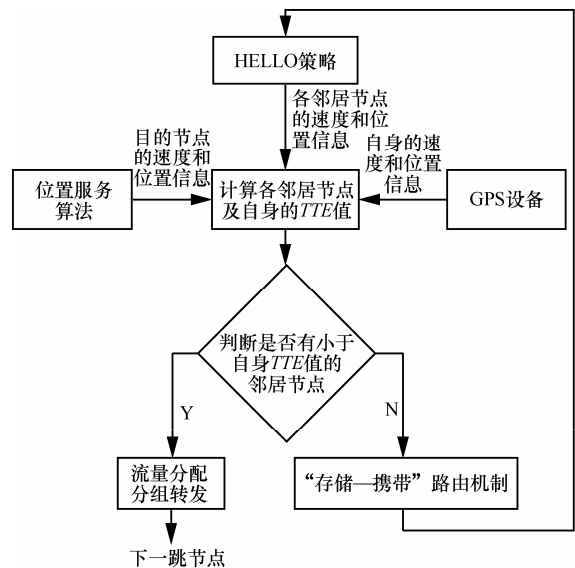 HELLO策略
各邻居节点
的速度和位
置信息
目的节点
的速度和
位置信息
自身的速
度和位置
信息
位置服务
算法
计算各邻居节点
及自身的TTE值
GPS设备
判断是否有小于
自身TTE值的
邻居节点
Y
N
流量分配
分组转发
“存储—携带”路由机制
下一跳节点